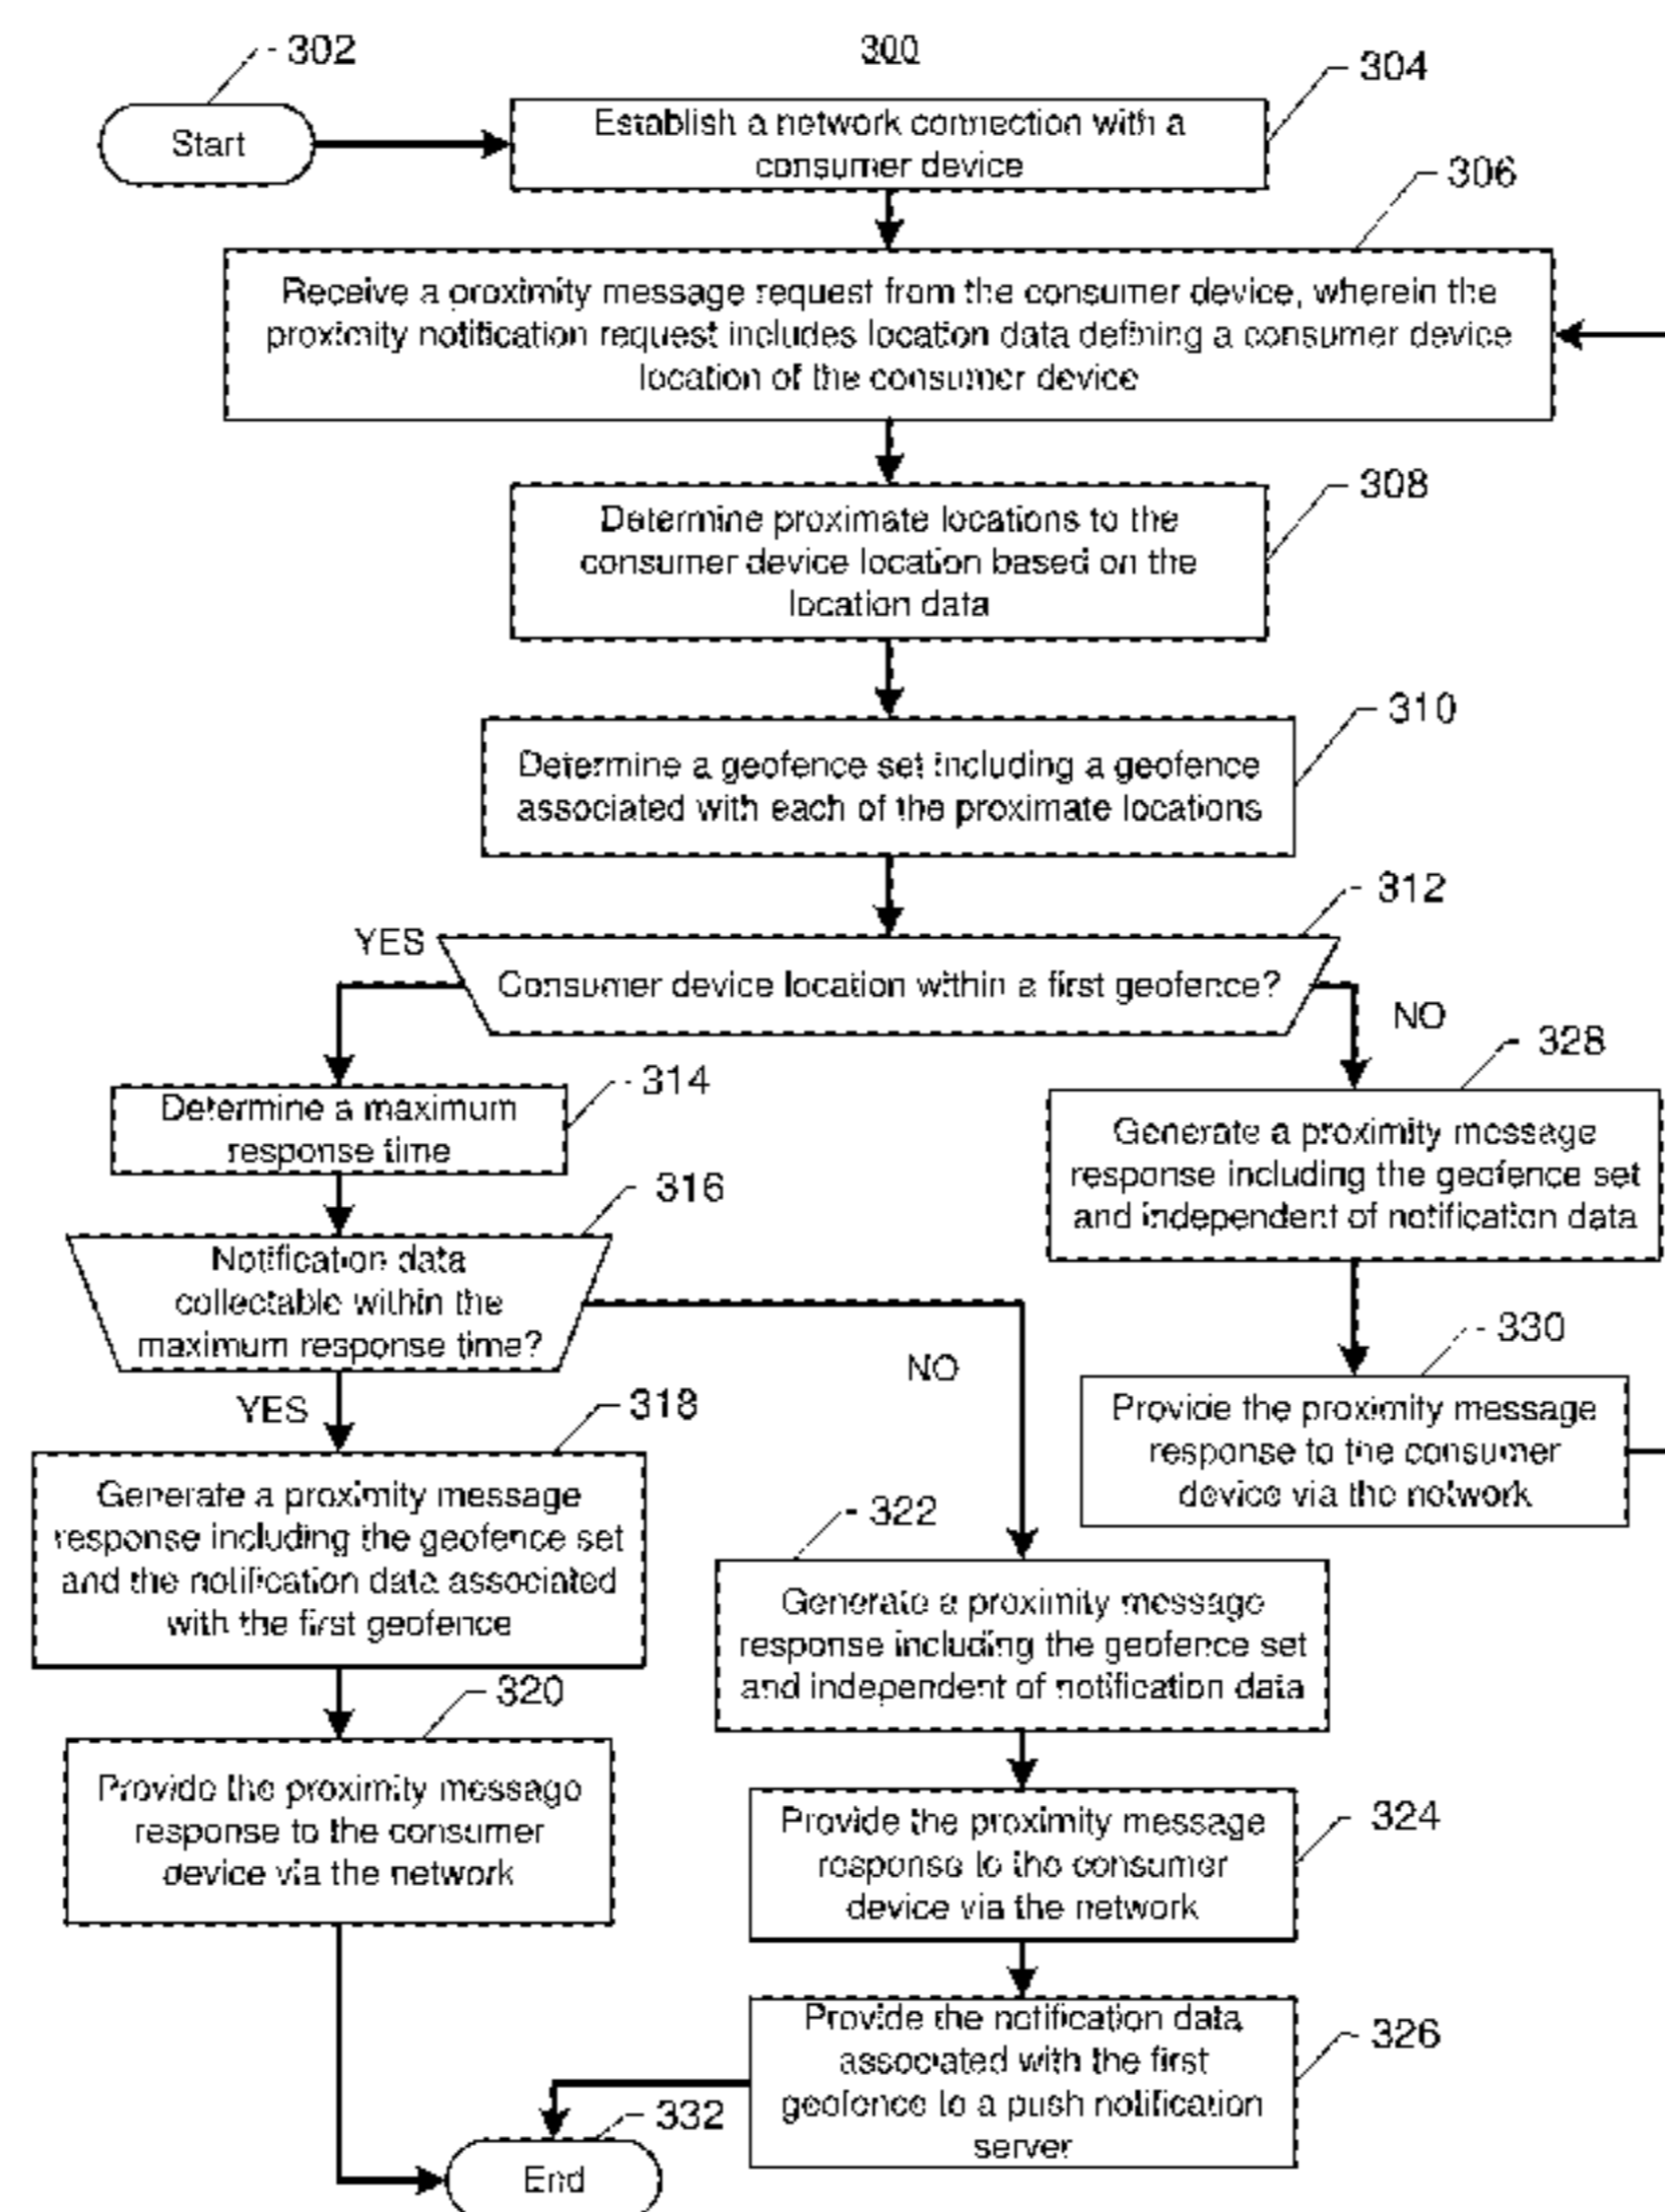 302
300
304
Start
Establish a network connection with a
consumer device
306
Receive a proximity message request from the consumer device, wherein the
proximity notification request includes location data defining a consumer device
location of the consumer device
308
Determine proximate locations to the
consumer device location based on the
location data
310
Determine a geofence set including a geofence
associated with each of the proximate locations
312
YES
Consumer device location within a first geofence?
NO
328
314
Determine a maximum
response time
Generate a proximity message
response including the geofence set
and independent of notification data
316
Notification data
collectable within the
maximum response time?
330
NO
YES
318
Provide the proximity message
response to the consumer
device via the network
Generate a proximity message
response including the geofence set
and the notification data associated
with the first geofence
322
Generate a proximity message
response including the geofence set
and independent of notification data
320
Provide the proximity message
response to the consumer
device via the network
324
Provide the proximity message
response to the consumer
device via the network
326
Provide the notification data
associated with the first
geofence to a push notification
server
332
End